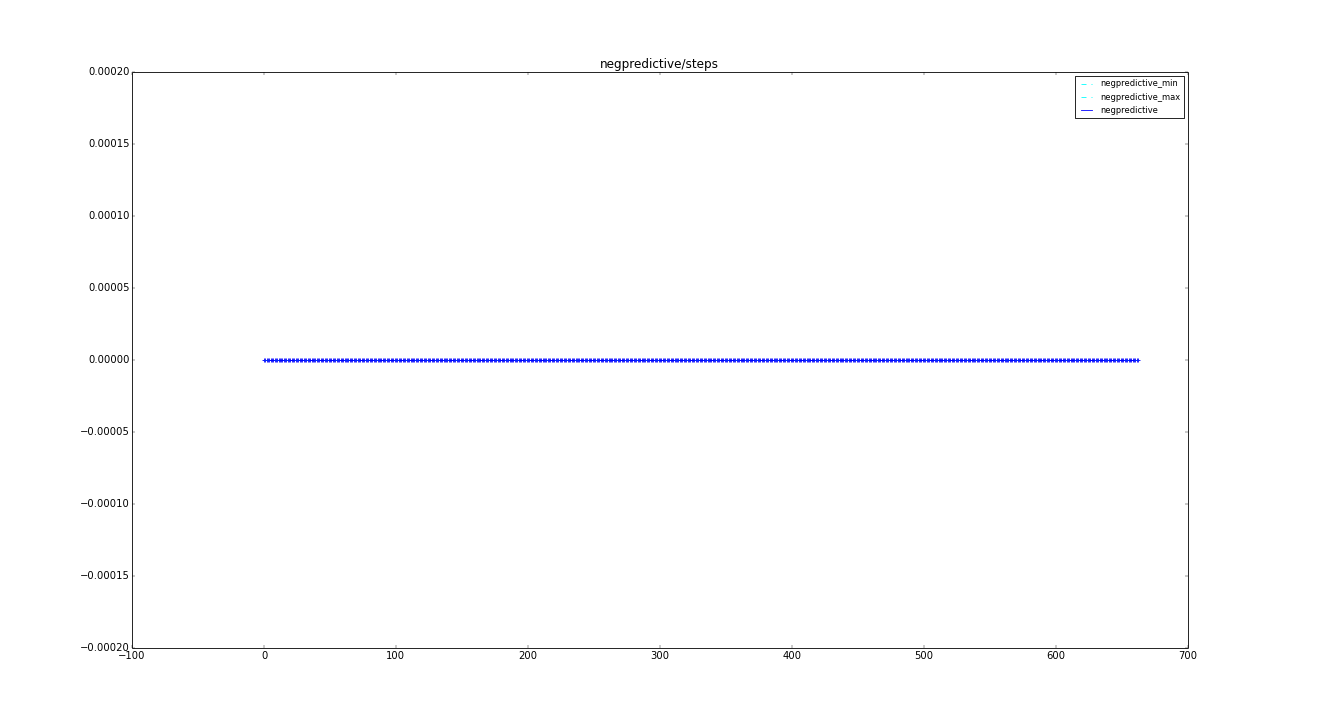 negpredictive/steps
0.00020
negpredictive_min
negpredictive_max
negpredictive
0.00015
0.00010
0.00005
0.00000
−0.00005
−0.00010
−0.00015
−0.00020
−100 0 100 200 300 400 500 600 700